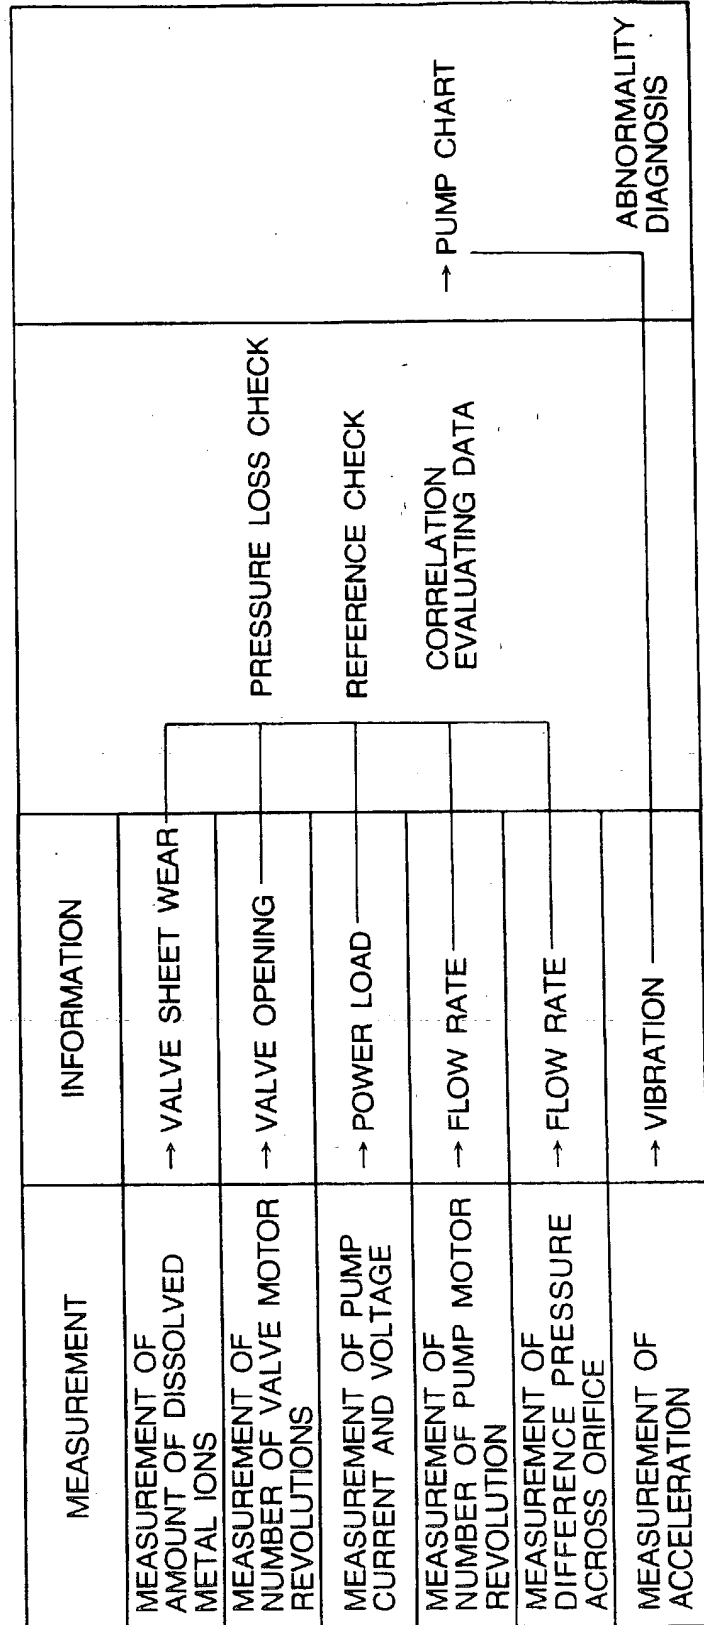 MEASUREMENT
INFORMATION
MEASUREMENT OF
AMOUNT OF DISSOLVED
METAL IONS
→ VALVE SHEET WEAR
MEASUREMENT OF
NUMBER OF VALVE MOTOR
REVOLUTIONS
→ VALVE OPENING
PRESSURE LOSS CHECK
MEASUREMENT OF PUMP
CURRENT AND VOLTAGE
→ POWER LOAD
REFERENCE CHECK
MEASUREMENT OF
NUMBER OF PUMP MOTOR
REVOLUTION
→ FLOW RATE
CORRELATION
EVALUATING DATA
→ PUMP CHART
MEASUREMENT OF
DIFFERENCE PRESSURE
ACROSS ORIFICE
→ FLOW RATE
MEASUREMENT OF
ACCELERATION
→ VIBRATION
ABNORMALITY
DIAGNOSIS